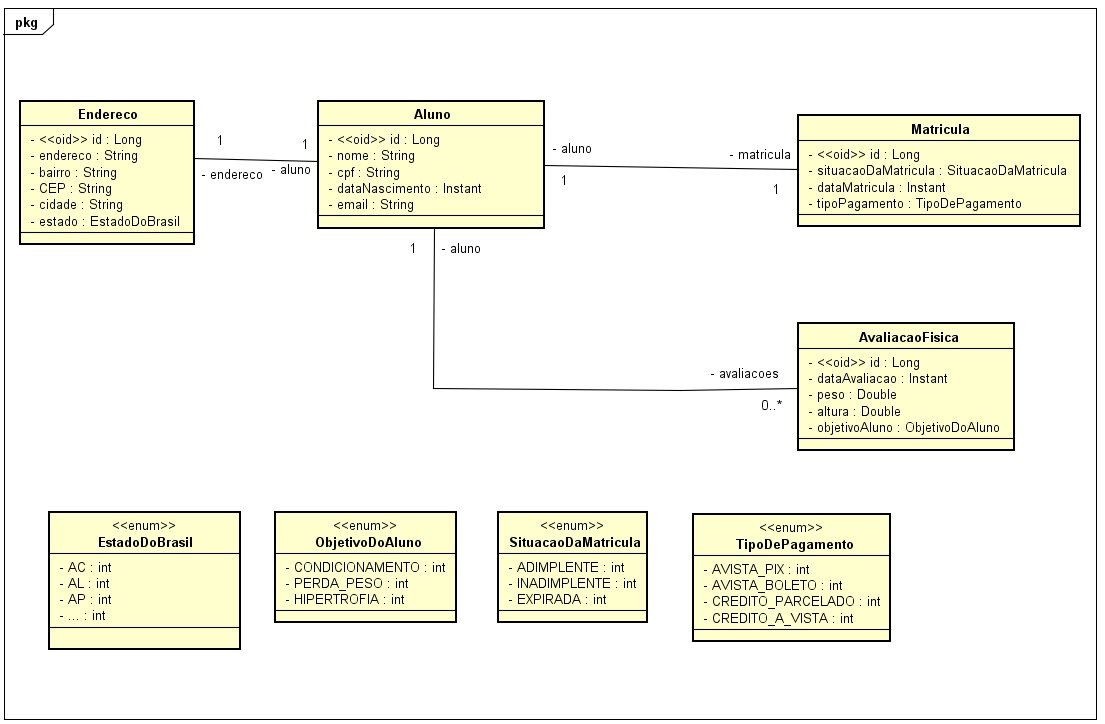 pkg
Endereco
- <<oid>> id : Long
- endereco : String
- bairro : String
- CEP : String
- cidade : String
- estado : EstadoDoBrasil
1
- endereco
1
- aluno
Aluno
- <<oid>> id : Long
- nome : String
- cpf : String
- dataNascimento : Instant
- email : String
- aluno
1
- matricula
1
Matricula
- <<oid>> id : Long
- situacaoDaMatricula : SituacaoDaMatricula
- dataMatricula : Instant
- tipoPagamento : TipoDePagamento
1
- aluno
- avaliacoes
0..*
AvaliacaoFisica
- <<oid>> id : Long
- dataAvaliacao : Instant
- peso : Double
- altura : Double
- objetivoAluno : ObjetivoDoAluno
<<enum>>
EstadoDoBrasil
- AC : int
- AL : int
- AP : int
- ... : int
<<enum>>
ObjetivoDoAluno
- CONDICIONAMENTO : int
- PERDA_PESO : int
- HIPERTROFIA : int
<<enum>>
SituacaoDaMatricula
- ADIMPLENTE : int
- INADIMPLENTE : int
- EXPIRADA : int
<<enum>>
TipoDePagamento
- AVISTA_PIX : int
- AVISTA_BOLETO : int
- CREDITO_PARCELADO : int
- CREDITO_A_VISTA : int